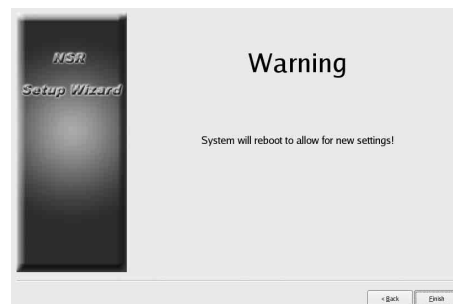 NSR
Setup Wizard
Warning
System will reboot to allow for new settings!
< Back
Finish